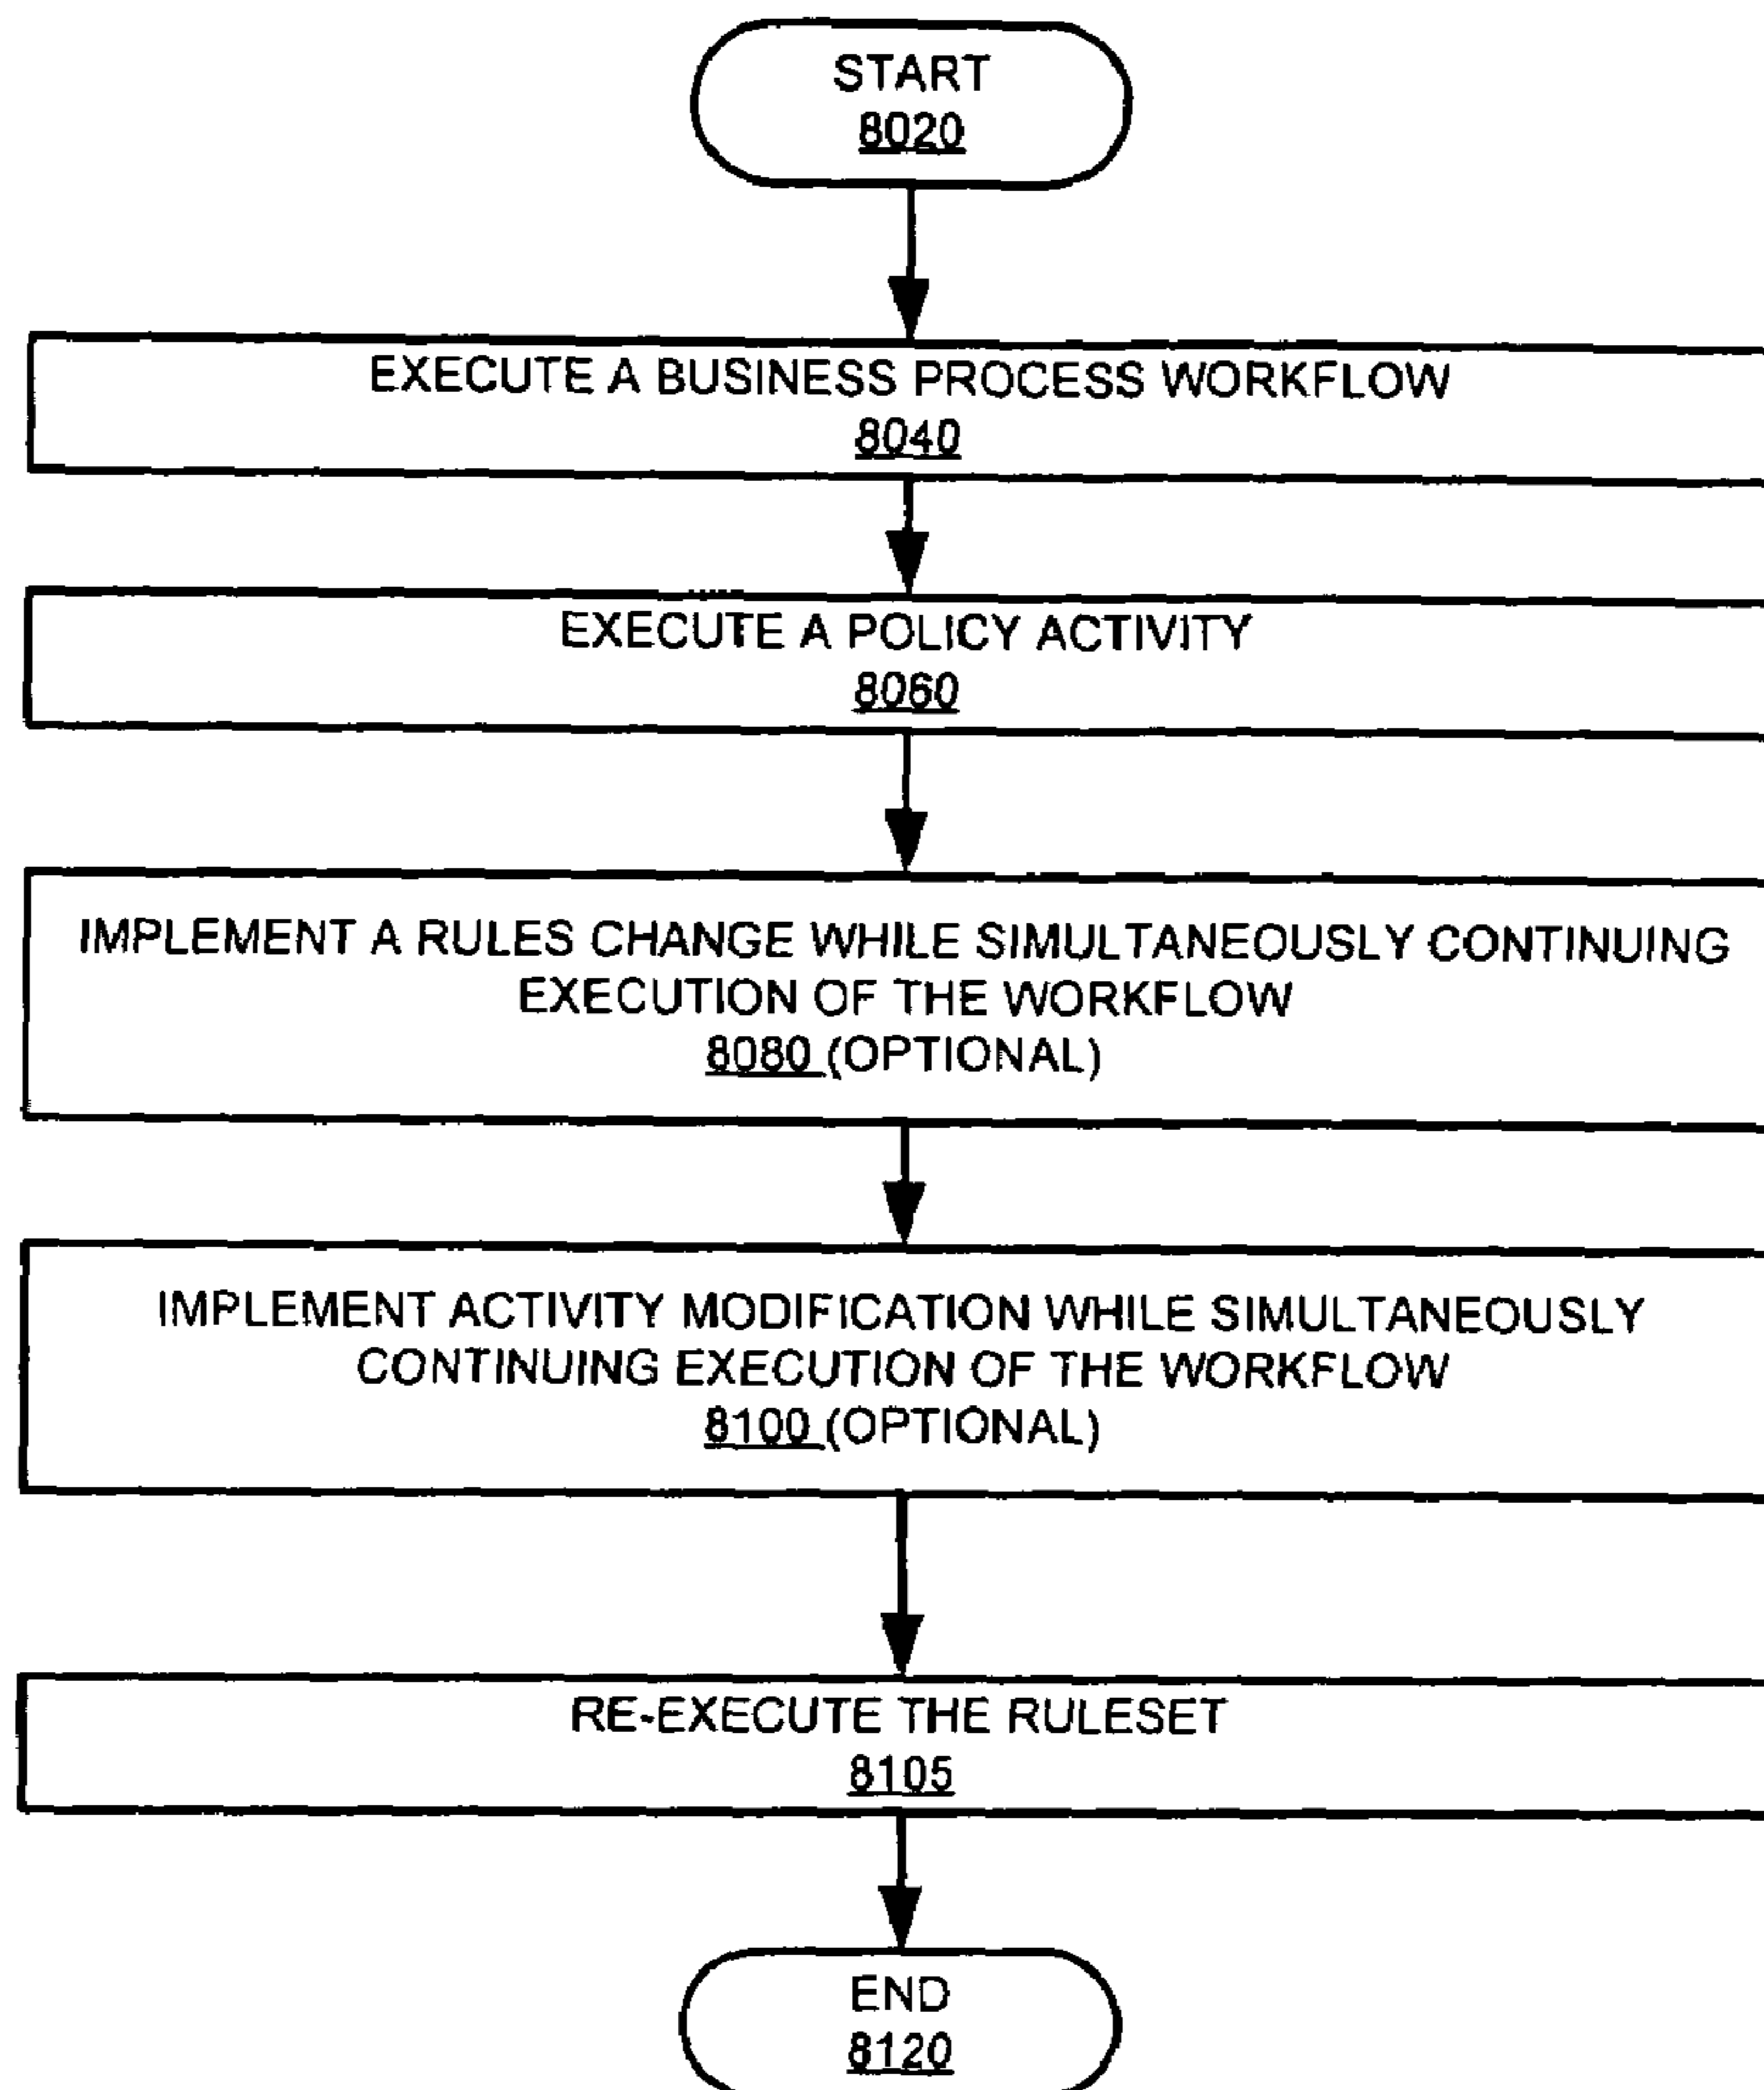 START
8020
EXECUTE A BUSINESS PROCESS WORKFLOW
8040
EXECUTE A POLICY ACTIVITY
8060
IMPLEMENT A RULES CHANGE WHILE SIMULTANEOUSLY CONTINUING
EXECUTION OF THE WORKFLOW
8080 (OPTIONAL)
IMPLEMENT ACTIVITY MODIFICATION WHILE SIMULTANEOUSLY
CONTINUING EXECUTION OF THE WORKFLOW
8100 (OPTIONAL)
RE-EXECUTE THE RULESET
8105
END
8120